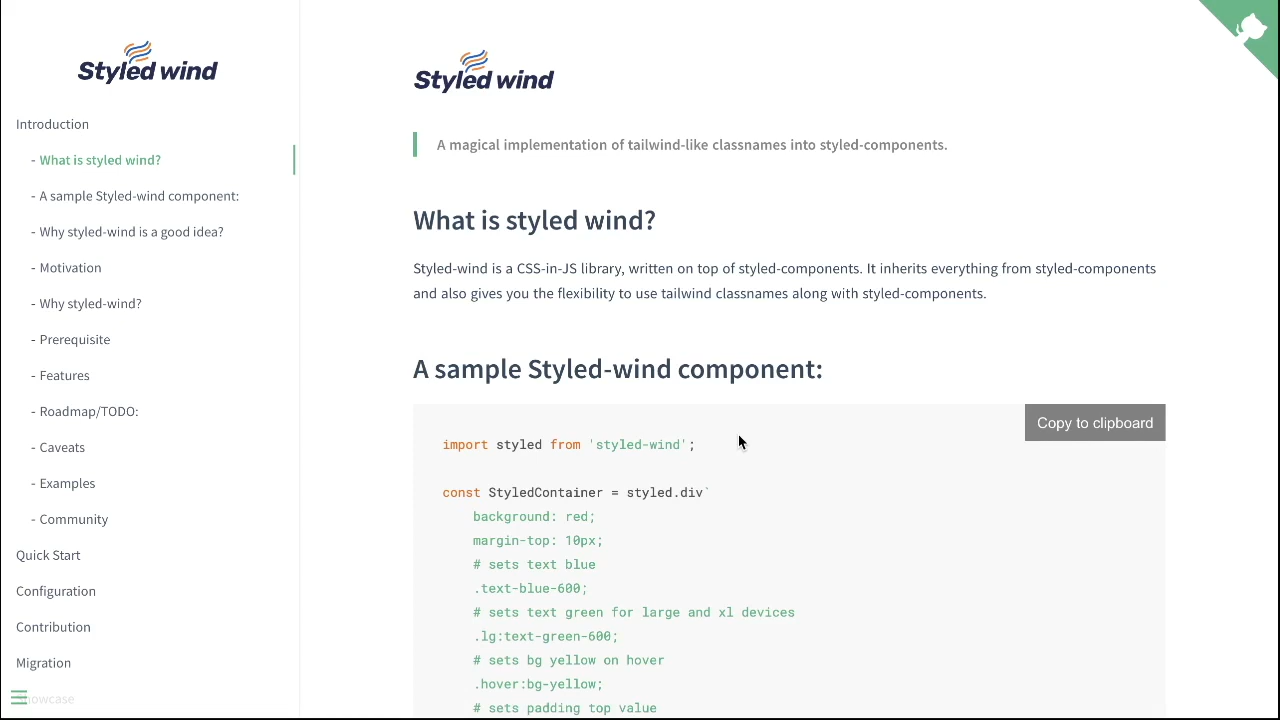 Styled wind
Introduction
- What is styled wind?
- A sample Styled-wind component:
- Why styled-wind is a good idea?
- Motivation
- Why styled-wind?
- Prerequisite
- Features
- Roadmap/TODO:
- Caveats
- Examples
- Community
Quick Start
Configuration
Contribution
Migration
Showcase
Styled wind
A magical implementation of tailwind-like classnames into styled-components.
What is styled wind?
Styled-wind is a CSS-in-JS library, written on top of styled-components. It inherits everything from styled-components
and also gives you the flexibility to use tailwind classnames along with styled-components.
A sample Styled-wind component:
Copy to clipboard
import styled from 'styled-wind';
const StyledContainer = styled.div`
background: red;
margin-top: 10px;
# sets text blue
.text-blue-600;
# sets text green for large and xl devices
.lg:text-green-600;
# sets bg yellow on hover
.hover:bg-yellow;
# sets padding top value